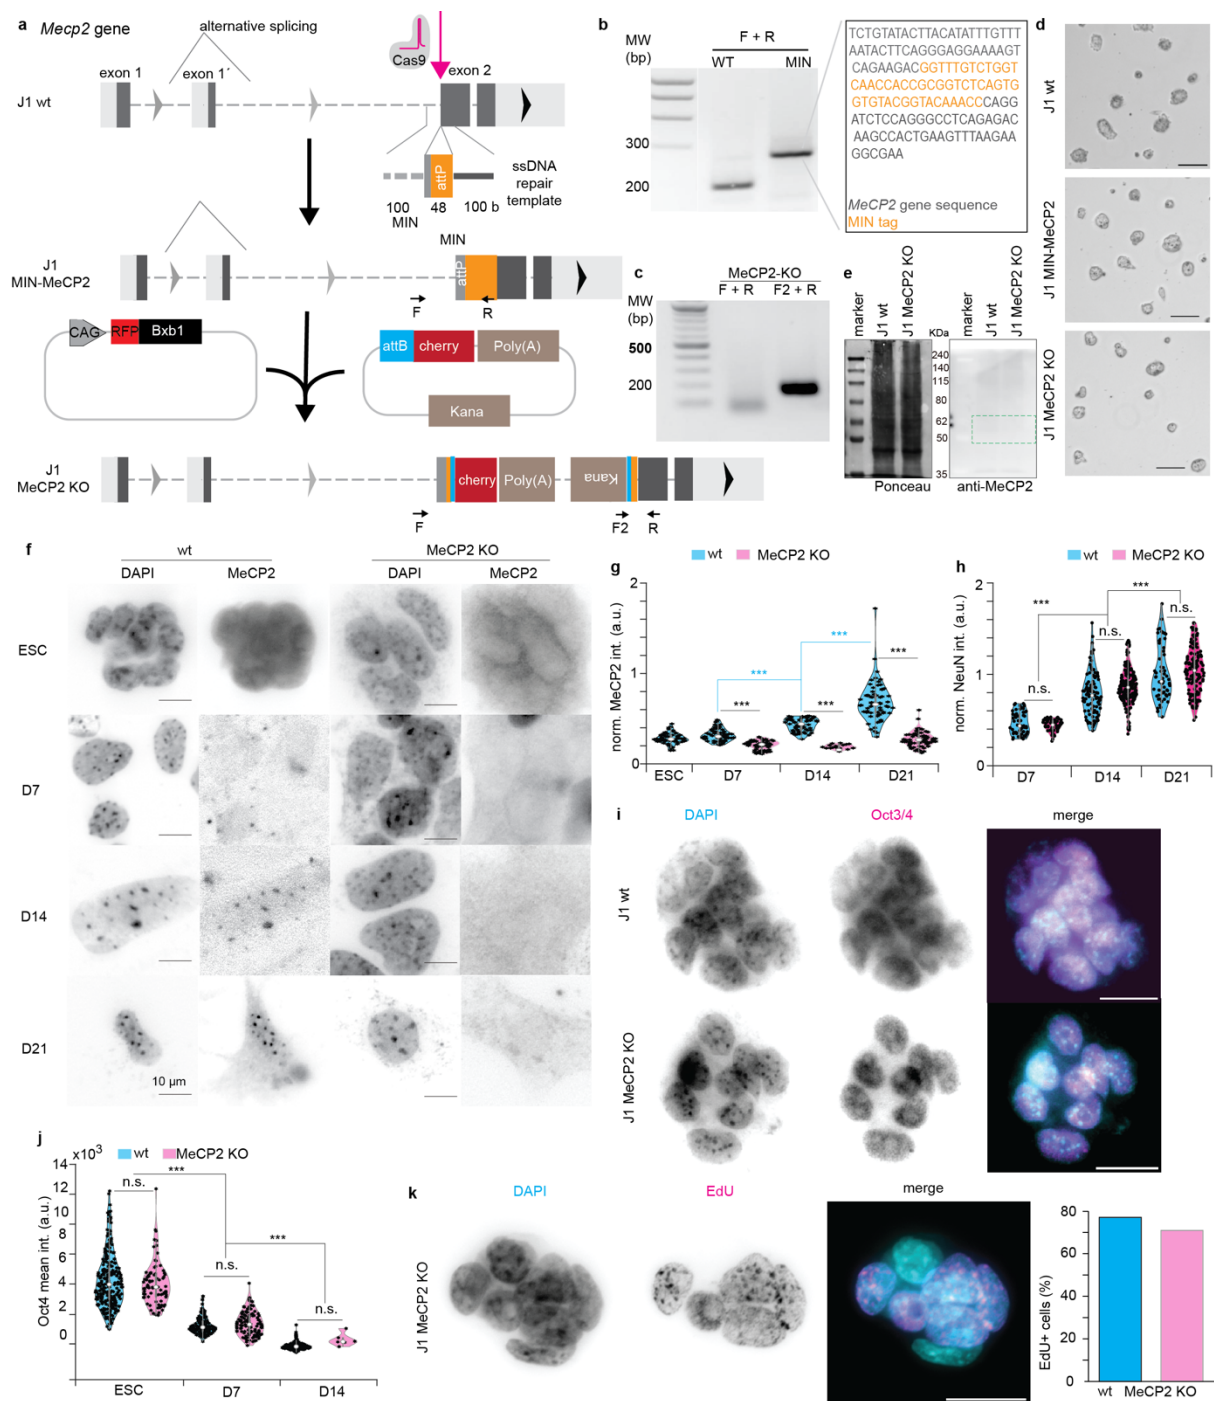 a
Mecp2 gene
alternative splicing
Cas9
exon 1
exon 1´
exon 2
J1 wt
attP
100
48
100 b
MIN
ssDNA
repair
template
J1
MIN-MeCP2
MIN
attP
F
R
CAG
RFP
Bxb1
attB
cherry
Poly(A)
Kana
J1
MeCP2 KO
cherry
Poly(A)
Kana
F
F2
R
b
MW
(bp)
F + R
WT
MIN
300
200
TCTGTATACTTACATATTTGTTT
AATACTTCAGGGAGGAAAAGT
CAGAAGACGGTTTGTCTGGT
CAACCACCGCGGTCTCAGTGG
GTGTACGGTACAAACCCAGG
ATCTCCAGGGCCTCAGAGAC
AAGCCACTGAAGTTTAAGAA
GGCGAA
MeCP2 gene sequence
MIN tag
c
MW
(bp)
MeCP2-KO
F + R
F2 + R
500
200
d
J1 wt
J1 MIN-MeCP2
J1 MeCP2 KO
e
marker
J1 wt
J1 MeCP2 KO
KDa
240
140
115
80
62
50
35
marker
J1 wt
J1 MeCP2 KO
Ponceau
anti-MeCP2
f
wt
MeCP2 KO
DAPI
MeCP2
DAPI
MeCP2
ESC
D7
D14
D21
10 µm
g
wt
MeCP2 KO
norm. MeCP2 int. (a.u.)
2
1
0
***
***
***
***
***
ESC
D7
D14
D21
h
wt
MeCP2 KO
norm. NeuN int. (a.u.)
2
1
0
***
***
n.s.
n.s.
n.s.
D7
D14
D21
i
DAPI
Oct3/4
merge
J1 wt
J1 MeCP2 KO
j
x10³
wt
MeCP2 KO
Oct4 mean int. (a.u.)
14
12
10
8
6
4
2
0
n.s.
***
n.s.
***
n.s.
ESC
D7
D14
k
DAPI
EdU
merge
J1 MeCP2 KO
EdU+ cells (%)
80
60
40
20
0
wt
MeCP2 KO